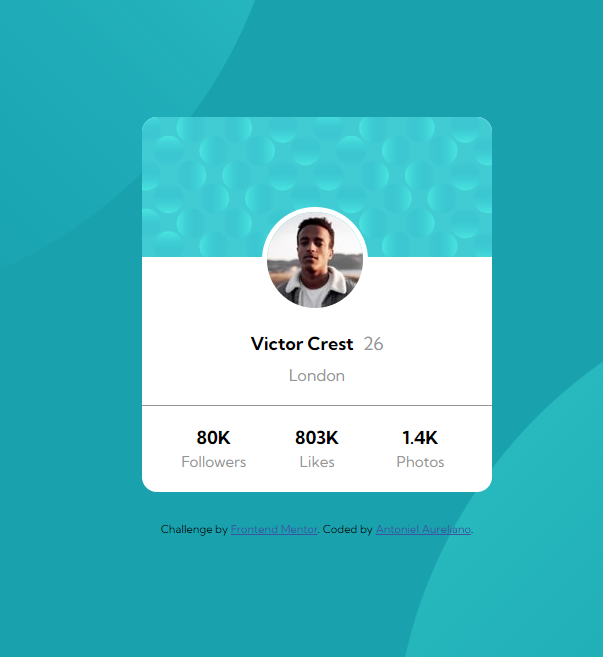 Victor Crest 26
London
80K 803K 1.4K
Followers Likes Photos
Challenge by Frontend Mentor. Coded by Antoniel Aureliano.